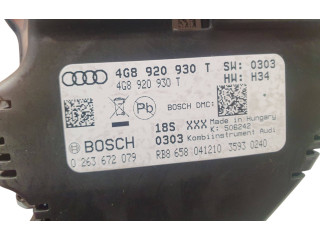 4G8 920 930 T SW: 0303
4G8 920 930 T HW: H34
Pb BOSCH DMC:
18S XXX Made in Hungary
K: 506242
BOSCH 0303 Kombiinstrument Audi
0 263 672 079 RB8 658 041210 3593 0240